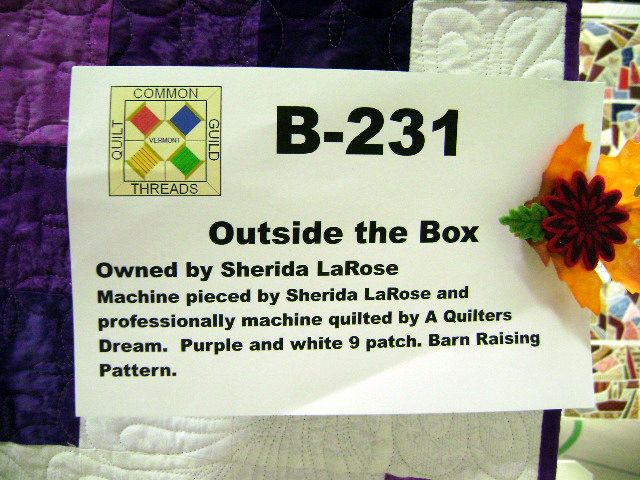 COMMON
QUILT
VERMONT
GUILD
THREADS
B-231
Outside the Box
Owned by Sherida LaRose
Machine pieced by Sherida LaRose and
professionally machine quilted by A Quilters
Dream. Purple and white 9 patch. Barn Raising
Pattern.